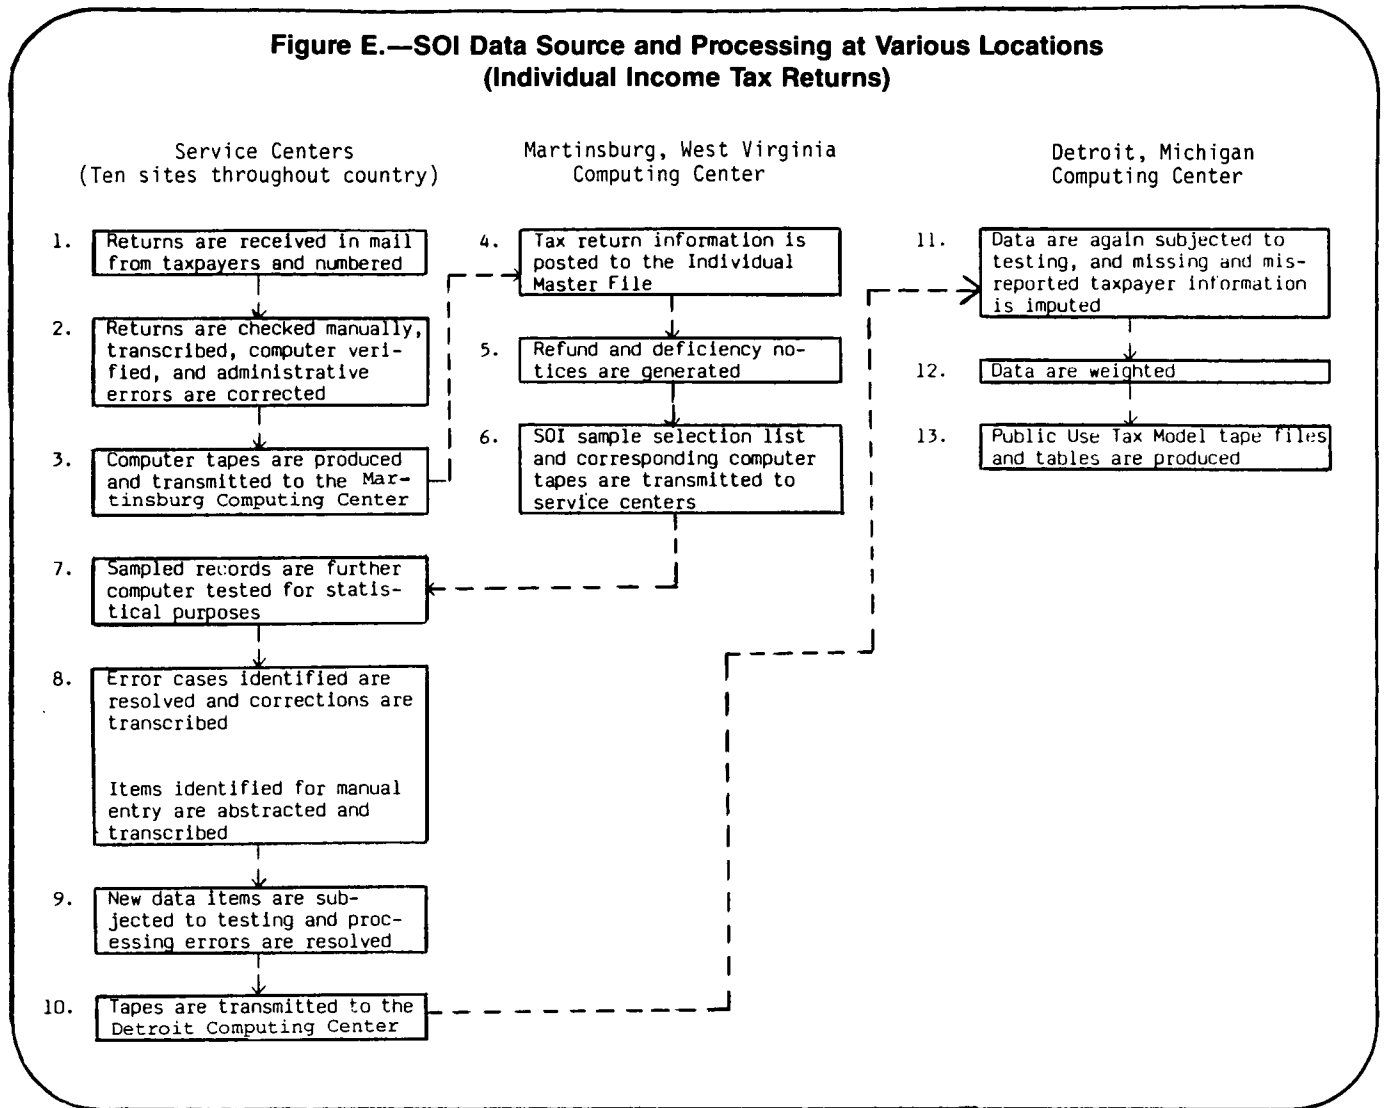 Figure E.—SOI Data Source and Processing at Various Locations
(Individual Income Tax Returns)
Service Centers
(Ten sites throughout country)
1. Returns are received in mail
from taxpayers and numbered
2. Returns are checked manually,
transcribed, computer veri-
fied, and administrative
errors are corrected
3. Computer tapes are produced
and transmitted to the Mar-
tinsburg Computing Center
7. Sampled records are further
computer tested for statis-
tical purposes
8. Error cases identified are
resolved and corrections are
transcribed
Items identified for manual
entry are abstracted and
transcribed
9. New data items are sub-
jected to testing and proc-
essing errors are resolved
10. Tapes are transmitted to the
Detroit Computing Center
Martinsburg, West Virginia
Computing Center
4. Tax return information is
posted to the Individual
Master File
5. Refund and deficiency no-
tices are generated
6. SOI sample selection list
and corresponding computer
tapes are transmitted to
service centers
Detroit, Michigan
Computing Center
11. Data are again subjected to
testing, and missing and mis-
reported taxpayer information
is imputed
12. Data are weighted
13. Public Use Tax Model tape files
and tables are produced